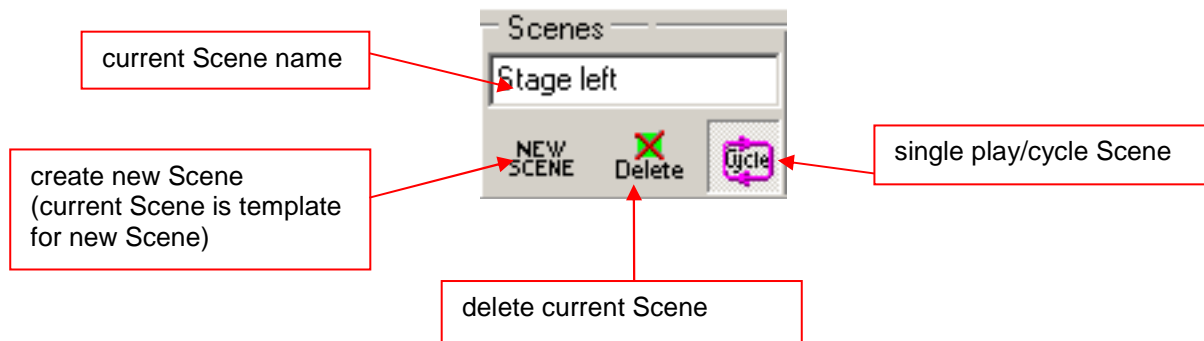 Scenes
current Scene name
Stage left
NEW
SCENE
Delete
Cycle
single play/cycle Scene
create new Scene
(current Scene is template
for new Scene)
delete current Scene